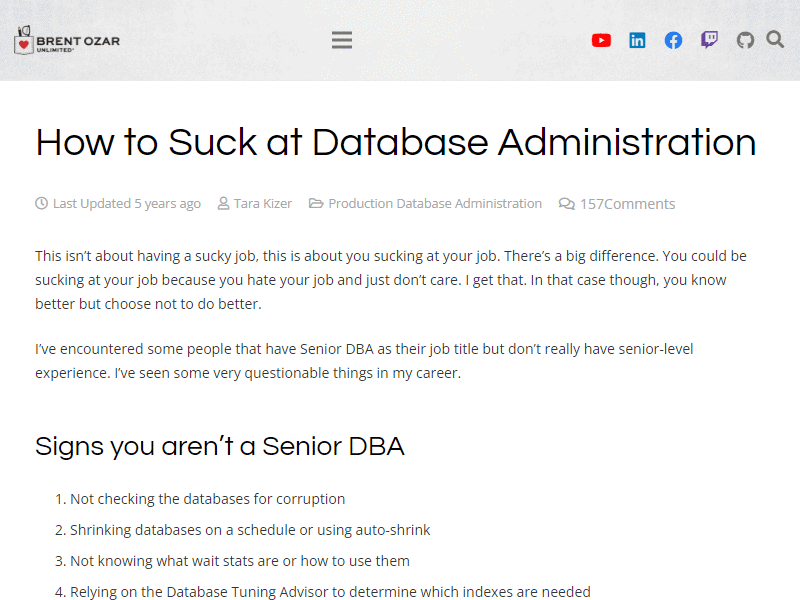 BRENT OZAR
UNLIMITED®
How to Suck at Database Administration
Last Updated 5 years ago Tara Kizer Production Database Administration 157Comments
This isn’t about having a sucky job, this is about you sucking at your job. There’s a big difference. You could be
sucking at your job because you hate your job and just don’t care. I get that. In that case though, you know
better but choose not to do better.
I’ve encountered some people that have Senior DBA as their job title but don’t really have senior-level
experience. I’ve seen some very questionable things in my career.
Signs you aren’t a Senior DBA
1. Not checking the databases for corruption
2. Shrinking databases on a schedule or using auto-shrink
3. Not knowing what wait stats are or how to use them
4. Relying on the Database Tuning Advisor to determine which indexes are needed